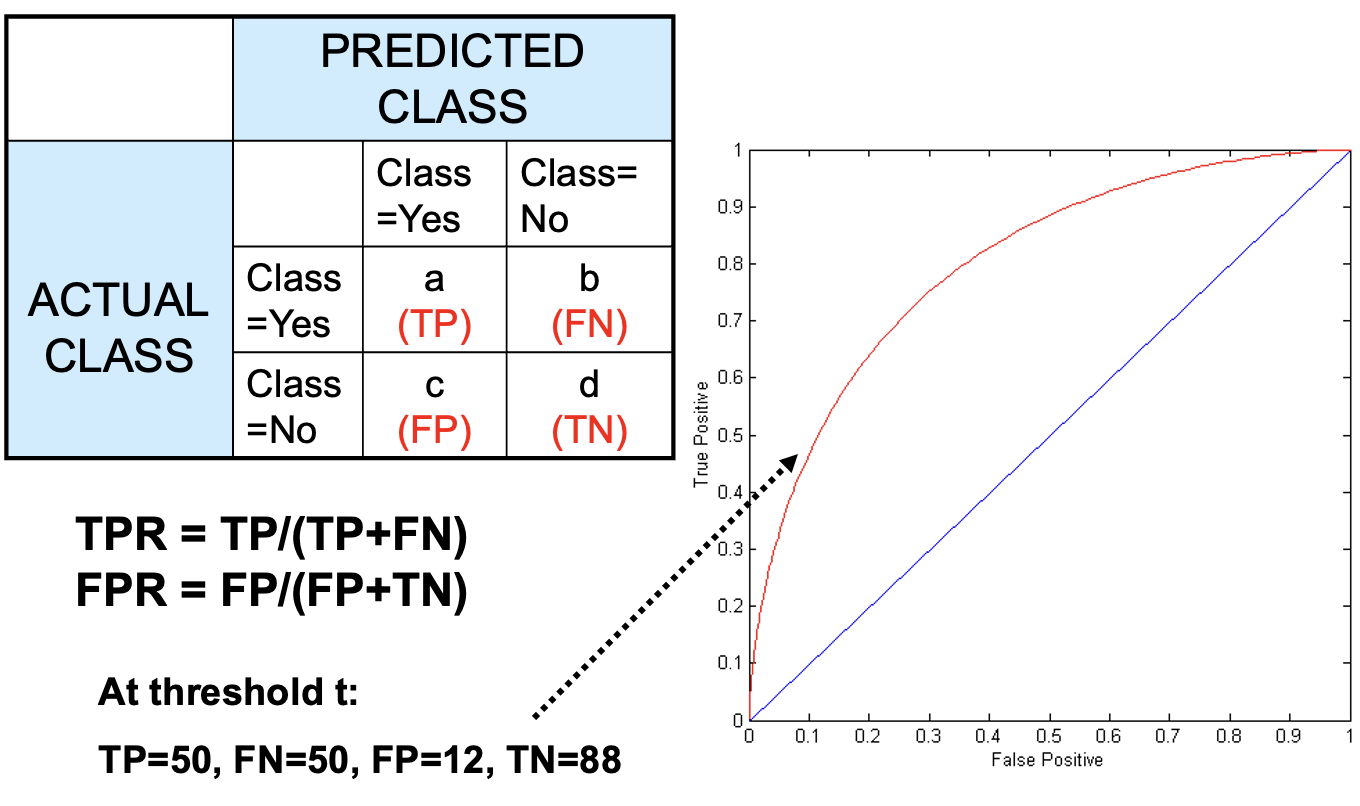 PREDICTED
CLASS
Class
=Yes
Class=
No
ACTUAL
CLASS
Class
=Yes
a
(TP)
b
(FN)
Class
=No
c
(FP)
d
(TN)
TPR = TP/(TP+FN)
FPR = FP/(FP+TN)
At threshold t:
TP=50, FN=50, FP=12, TN=88
1
0.9
0.8
0.7
0.6
0.5
0.4
0.3
0.2
0.1
0
True Positive
0 0.1 0.2 0.3 0.4 0.5 0.6 0.7 0.8 0.9 1
False Positive